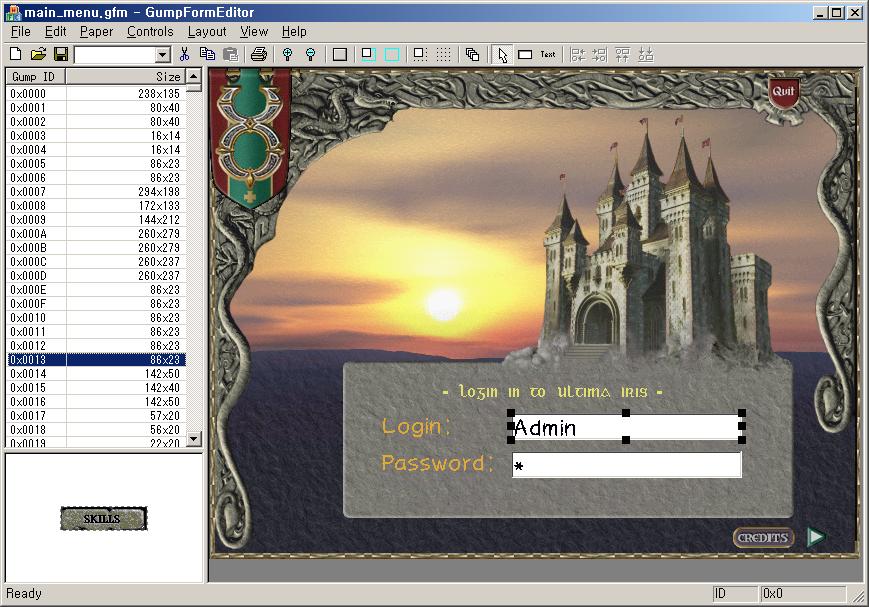 main_menu.gfm - GumpFormEditor
File Edit Paper Controls Layout View Help
Text
Gump ID Size
0x0000 238x135
0x0001 80x40
0x0002 80x40
0x0003 16x14
0x0004 16x14
0x0005 86x23
0x0006 86x23
0x0007 294x198
0x0008 172x133
0x0009 144x212
0x000A 260x279
0x000B 260x279
0x000C 260x237
0x000D 260x237
0x000E 86x23
0x000F 86x23
0x0010 86x23
0x0011 86x23
0x0012 86x23
0x0013 86x23
0x0014 142x50
0x0015 142x40
0x0016 142x50
0x0017 57x20
0x0018 56x20
0x0019 22x20
SKILLS
Quit
- Login in to Ultima Iris -
Login: Admin
Password: *
CREDITS
Ready ID 0x0